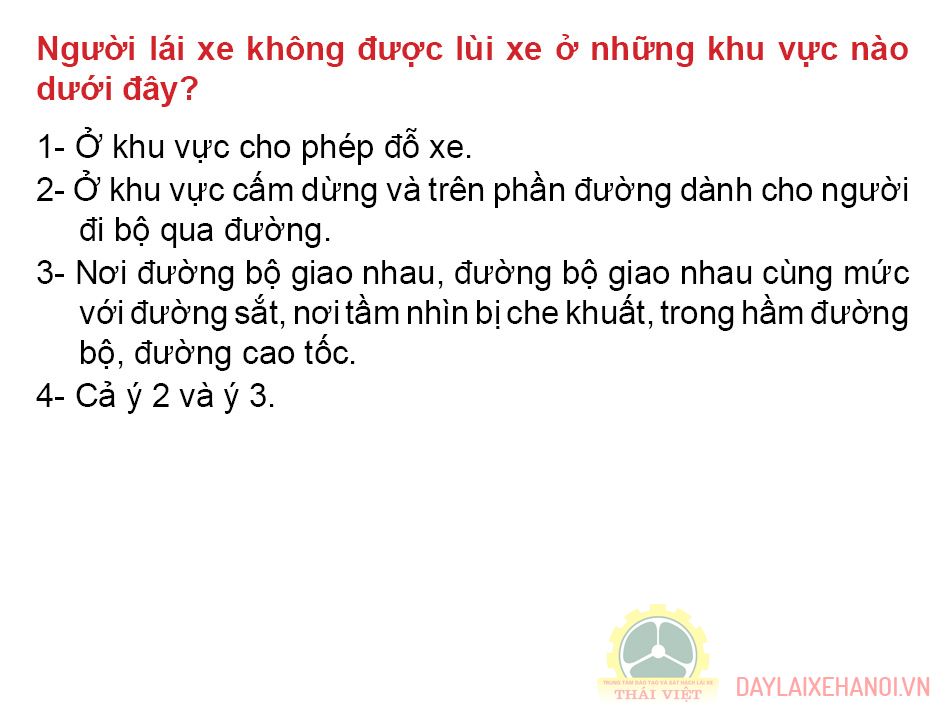 Người lái xe không được lùi xe ở những khu vực nào
dưới đây?
1- Ở khu vực cho phép đỗ xe.
2- Ở khu vực cấm dừng và trên phần đường dành cho người
đi bộ qua đường.
3- Nơi đường bộ giao nhau, đường bộ giao nhau cùng mức
với đường sắt, nơi tầm nhìn bị che khuất, trong hầm đường
bộ, đường cao tốc.
4- Cả ý 2 và ý 3.
TRUNG TÂM ĐÀO TẠO VÀ SÁT HẠCH LÁI XE
THÁI VIỆT
DAYLAIXEHANOI.VN